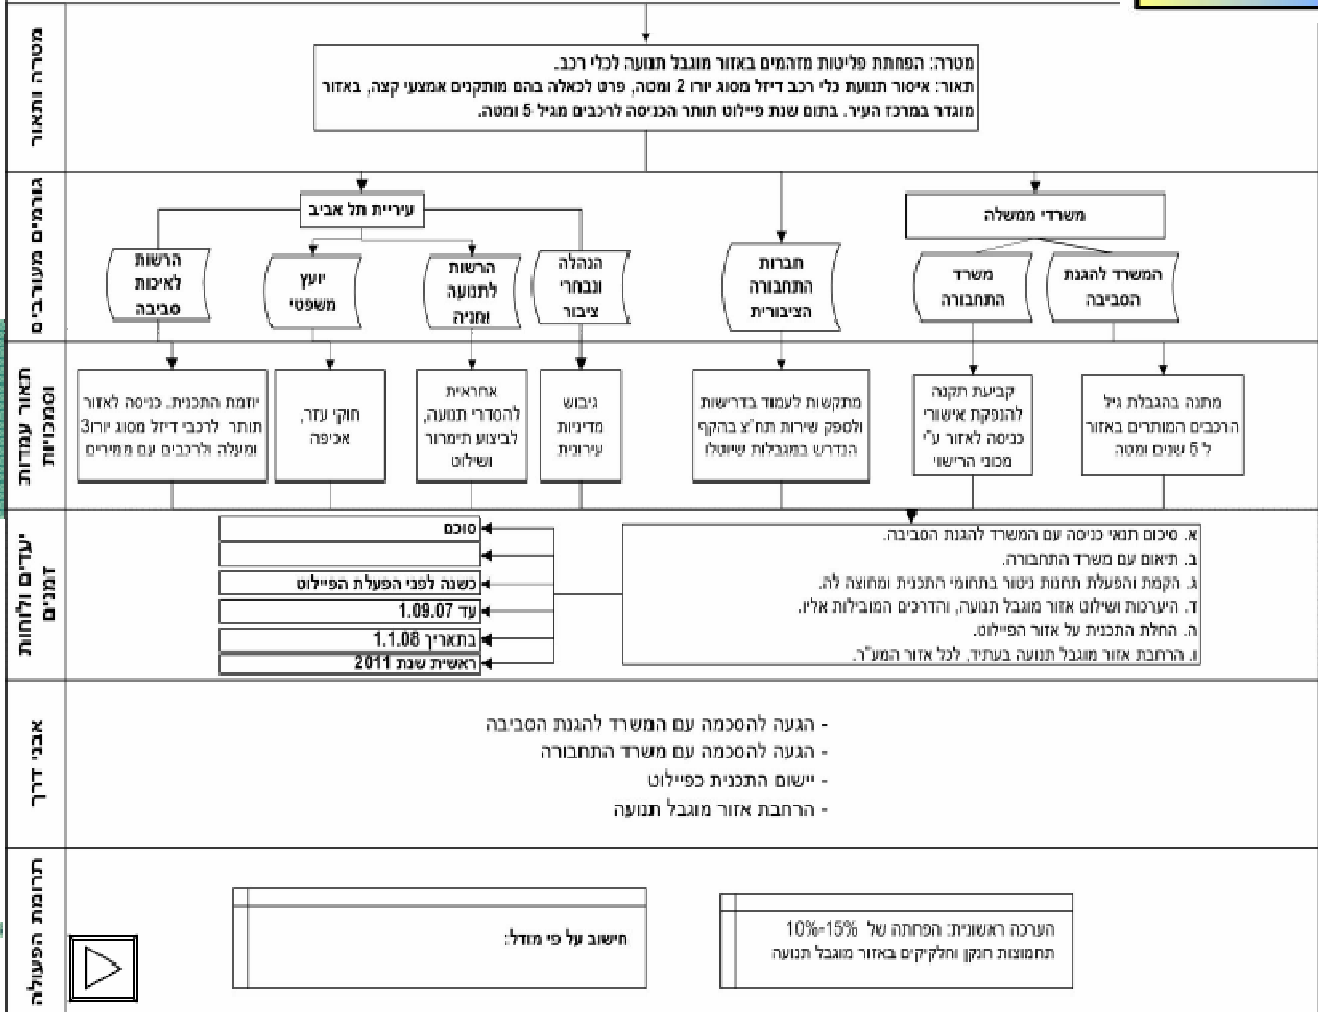 מטרה ותאור
מטרה: הפחתת פליטות מזהמים באזור מוגבל תנועה לכלי רכב.
תאור: איסור תנועת כלי רכב דיזל מסוג יורו 2 ומטה, פרט לכאלה בהם מותקנים אמצעי קצה, באזור
מוגדר במרכז העיר. בתום שנת פיילוט תותר הכניסה לרכבים מגיל 5 ומטה.
גורמים מעורבים
משרדי ממשלה
המשרד להגנת
הסביבה
משרד
התחבורה
חברות
התחבורה
הציבורית
עיריית תל אביב
הנהלה
ונבחרי
ציבור
הרשות
לתנועה
וחניה
יועץ
משפטי
הרשות
לאיכות
סביבה
תאור עמדות
וסמכויות
מתנה בהגבלת גיל
הרכבים המותרים באזור
ל 5 שנים ומטה
קביעת תקנה
להנפקת אישורי
כניסה לאזור ע"י
מכוני הרישוי
מתקשות לעמוד בדרישות
ולספק שירות תח"צ בהקף
הנדרש במגבלות שיוטלו
גיבוש
מדיניות
עירונית
אחראית
להסדרי תנועה,
לביצוע תימרור
ושילוט
חוקי עזר,
אכיפה
יוזמת התכנית. כניסה לאזור
תותר לרכבי דיזל מסוג יורו3
ומעלה ולרכבים עם ממירים
יעדים ולוחות
זמנים
א. סיכום תנאי כניסה עם המשרד להגנת הסביבה.
ב. תיאום עם משרד התחבורה.
ג. הקמת והפעלת תחנות ניטור בתחומי התכנית ומחוצה לה.
ד. היערכות ושילוט אזור מוגבל תנועה, והדרכים המובילות אליו.
ה. החלת התכנית על אזור הפיילוט.
ו. הרחבת אזור מוגבל תנועה בעתיד, לכל אזור המע"ר.
סוכם
כשנה לפני הפעלת הפיילוט
עד 1.09.07
בתאריך 1.1.08
ראשית שנת 2011
אבני דרך
- הגעה להסכמה עם המשרד להגנת הסביבה
- הגעה להסכמה עם משרד התחבורה
- יישום התכנית כפיילוט
- הרחבת אזור מוגבל תנועה
תרומת הפעולה
הערכה ראשונית: הפחתה של 10%-15%
תחמוצות חנקן וחלקיקים באזור מוגבל תנועה
חישוב על פי מודל: